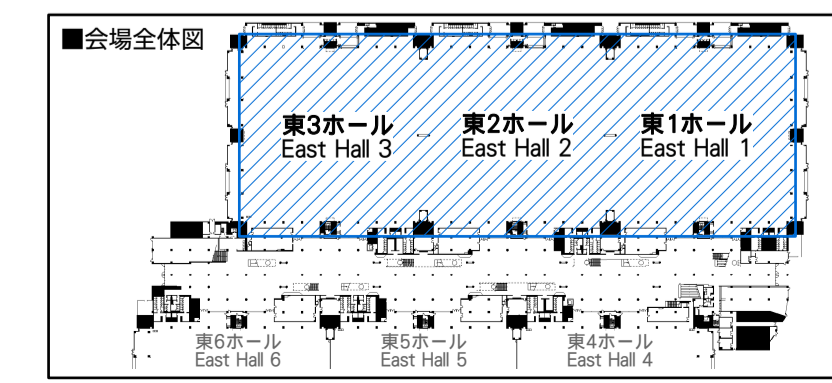 ■会場全体図
東3ホール
East Hall 3
東2ホール
East Hall 2
東1ホール
East Hall 1
東6ホール
East Hall 6
東5ホール
East Hall 5
東4ホール
East Hall 4